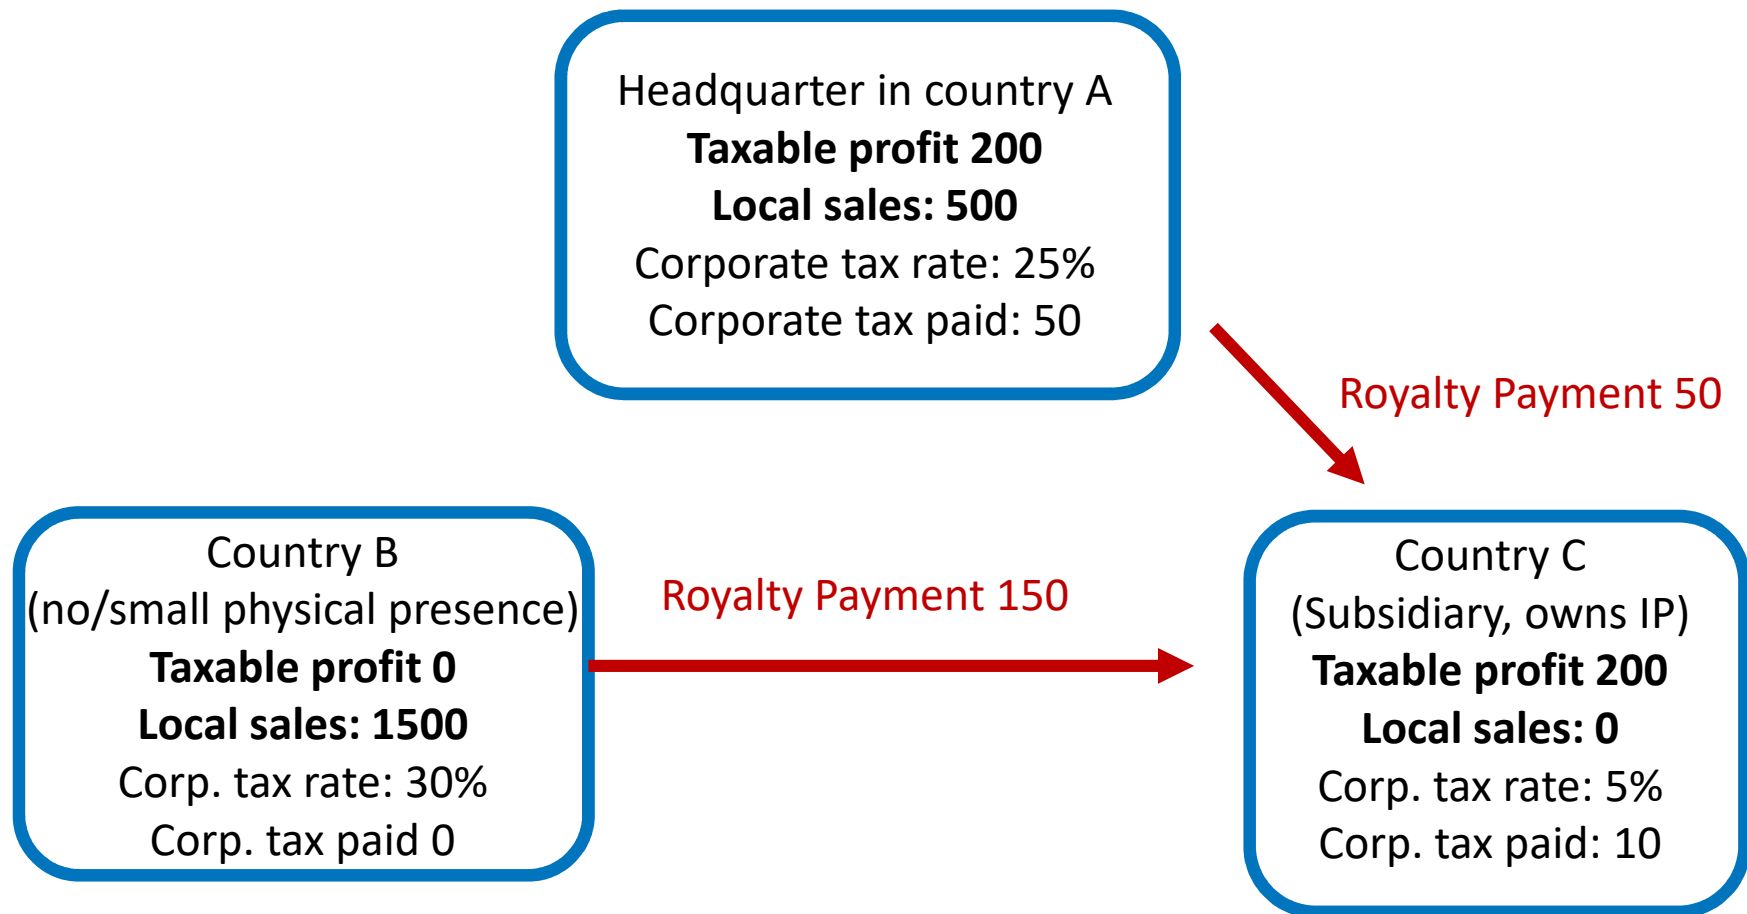 Headquarter in country A
Taxable profit 200
Local sales: 500
Corporate tax rate: 25%
Corporate tax paid: 50
Royalty Payment 50
Country B
(no/small physical presence)
Taxable profit 0
Local sales: 1500
Corp. tax rate: 30%
Corp. tax paid 0
Royalty Payment 150
Country C
(Subsidiary, owns IP)
Taxable profit 200
Local sales: 0
Corp. tax rate: 5%
Corp. tax paid: 10